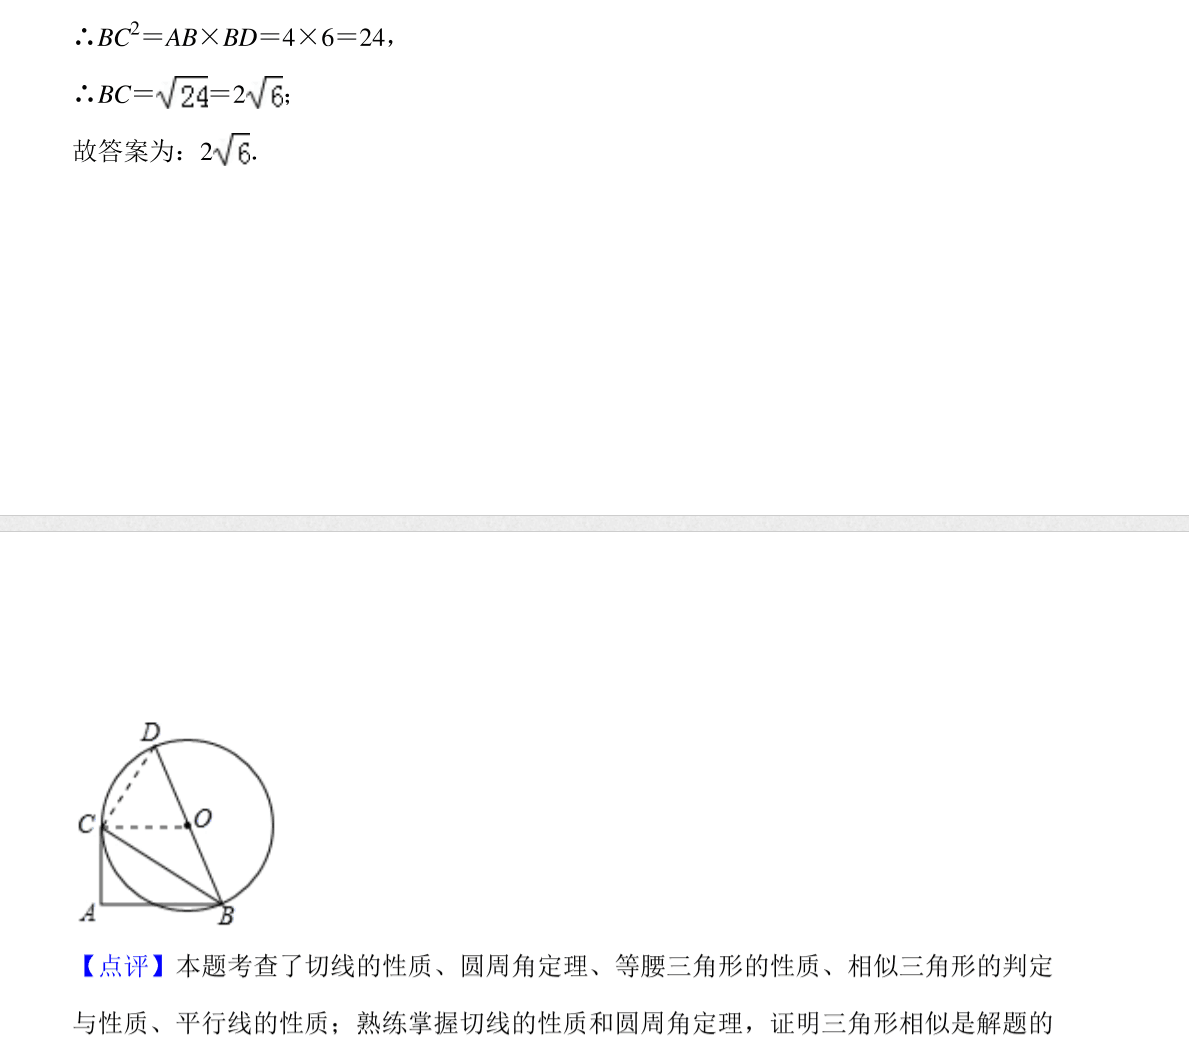 ∴BC²=AB×BD=4×6=24，
∴BC=√24=2√6；
故答案为：2√6.
D
C
O
A
B
【点评】本题考查了切线的性质、圆周角定理、等腰三角形的性质、相似三角形的判定
与性质、平行线的性质；熟练掌握切线的性质和圆周角定理，证明三角形相似是解题的